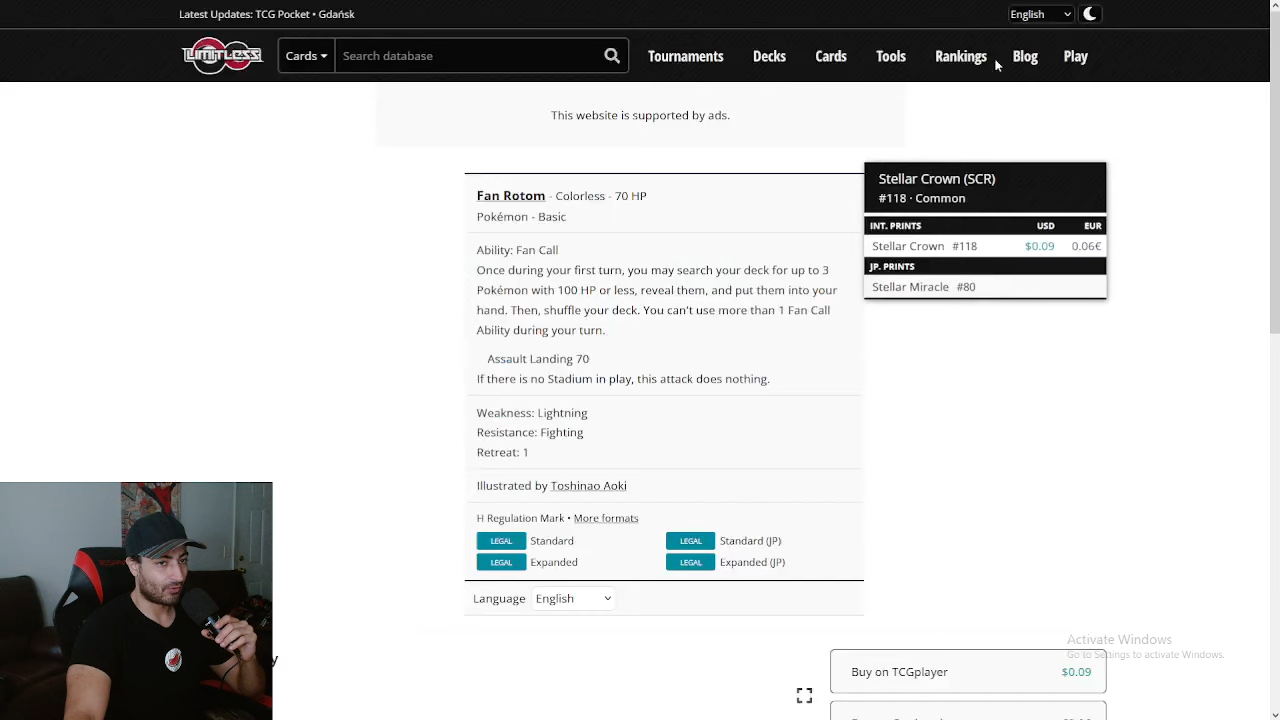 Latest Updates: TCG Pocket • Gdańsk
English
LIMITLESS
Cards
Search database
Tournaments
Decks
Cards
Tools
Rankings
Blog
Play
This website is supported by ads.
Fan Rotom - Colorless - 70 HP
Pokémon - Basic
Ability: Fan Call
Once during your first turn, you may search your deck for up to 3
Pokémon with 100 HP or less, reveal them, and put them into your
hand. Then, shuffle your deck. You can't use more than 1 Fan Call
Ability during your turn.
Assault Landing 70
If there is no Stadium in play, this attack does nothing.
Weakness: Lightning
Resistance: Fighting
Retreat: 1
Illustrated by Toshinao Aoki
H Regulation Mark • More formats
LEGAL Standard LEGAL Standard (JP)
LEGAL Expanded LEGAL Expanded (JP)
Language English
Stellar Crown (SCR)
#118 · Common
INT. PRINTS USD EUR
Stellar Crown #118 $0.09 0.06€
JP. PRINTS
Stellar Miracle #80
Activate Windows
Go to Settings to activate Windows.
Buy on TCGplayer $0.09